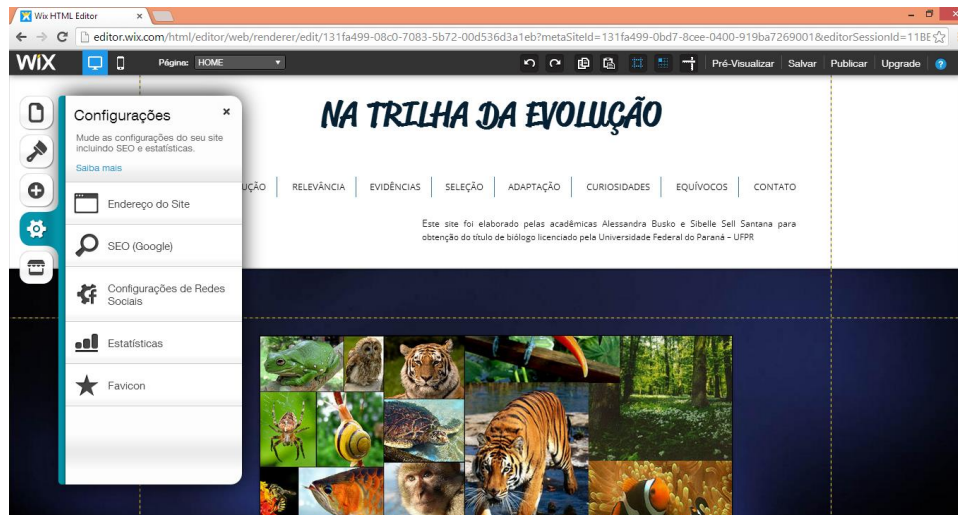 Wix HTML Editor
editor.wix.com/html/editor/web/renderer/edit/131fa499-08c0-7083-5b72-00d536d3a1eb?metaSiteId=131fa499-0bd7-8cee-0400-919ba7269001&editorSessionId=11BE
WiX Página: HOME Pré-Visualizar Salvar Publicar Upgrade ?
Configurações ×
Mude as configurações do seu site
incluindo SEO e estatísticas.
Saiba mais
Endereço do Site
SEO (Google)
Configurações de Redes
Sociais
Estatísticas
Favicon
NA TRILHA DA EVOLUÇÃO
UÇÃO RELEVÂNCIA EVIDÊNCIAS SELEÇÃO ADAPTAÇÃO CURIOSIDADES EQUÍVOCOS CONTATO
Este site foi elaborado pelas acadêmicas Alessandra Busko e Sibelle Sell Santana para
obtenção do título de biólogo licenciado pela Universidade Federal do Paraná – UFPR